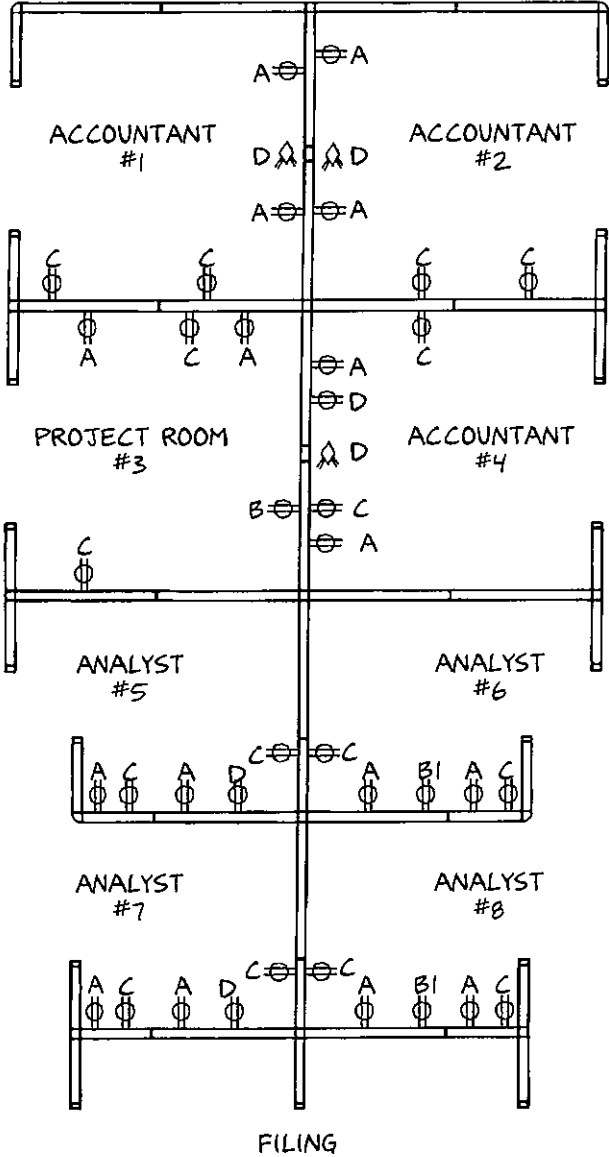 A A
ACCOUNTANT
#1
D D
ACCOUNTANT
#2
A A
C C C C
A C A C
A
D
PROJECT ROOM
#3
D
ACCOUNTANT
#4
B C
A
C
ANALYST
#5
ANALYST
#6
C C
A C A D A B1 A C
ANALYST
#7
ANALYST
#8
C C
A C A D A B1 A C
FILING